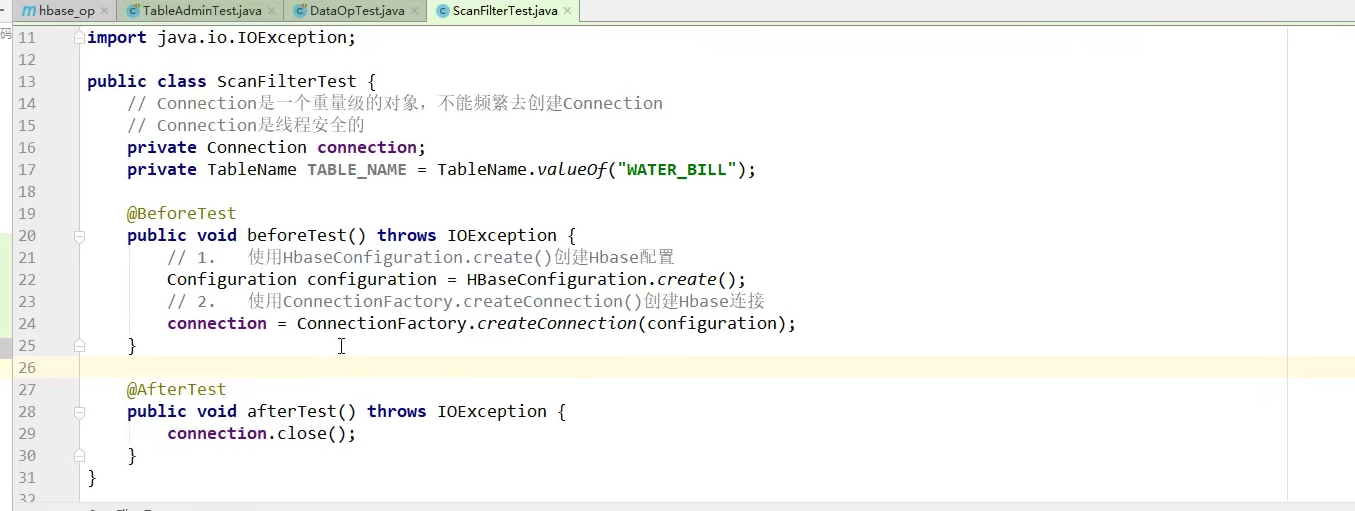 hbase_op TableAdminTest.java DataOpTest.java ScanFilterTest.java
码
11 import java.io.IOException;
12
13 public class ScanFilterTest {
14 // Connection是一个重量级的对象，不能频繁去创建Connection
15 // Connection是线程安全的
16 private Connection connection;
17 private TableName TABLE_NAME = TableName.valueOf("WATER_BILL");
18
19 @BeforeTest
20 public void beforeTest() throws IOException {
21 // 1. 使用HbaseConfiguration.create()创建Hbase配置
22 Configuration configuration = HBaseConfiguration.create();
23 // 2. 使用ConnectionFactory.createConnection()创建Hbase连接
24 connection = ConnectionFactory.createConnection(configuration);
25 }
26
27 @AfterTest
28 public void afterTest() throws IOException {
29 connection.close();
30 }
31 }
32